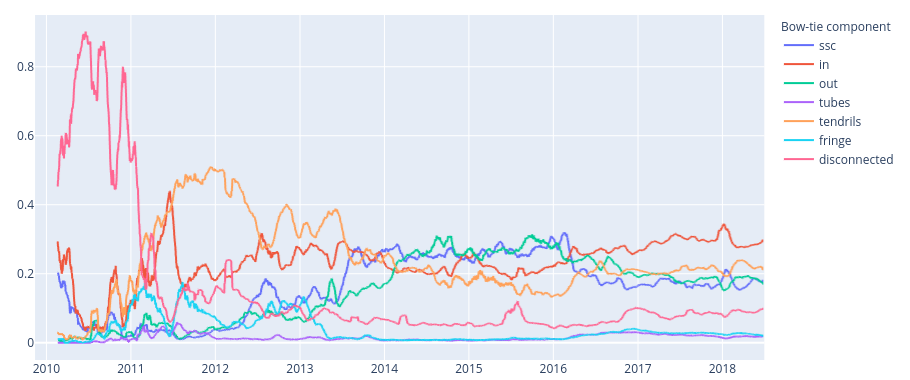 Bow-tie component
ssc
in
out
tubes
tendrils
fringe
disconnected
0.8
0.6
0.4
0.2
0
2010 2011 2012 2013 2014 2015 2016 2017 2018